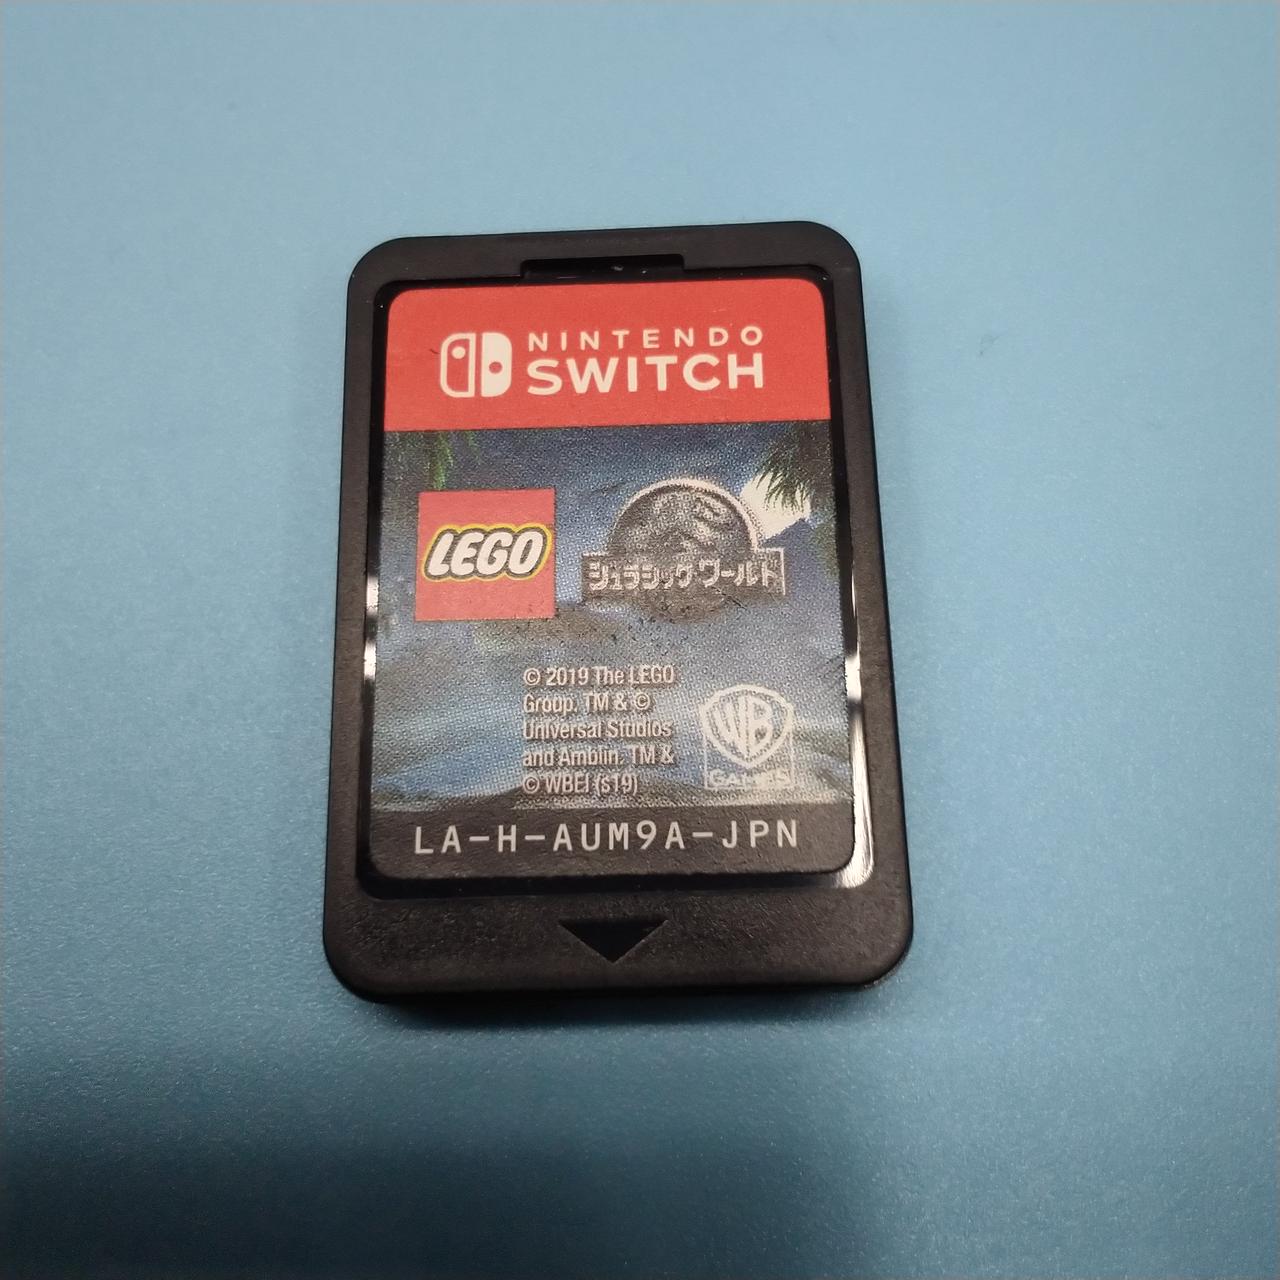 NINTENDO
SWITCH
LEGO
ジュラシック ワールド
© 2019 The LEGO
Group. TM & ©
Universal Studios
and Amblin. TM &
© WBEI (s19)
WB
GAMES
LA-H-AUM9A-JPN